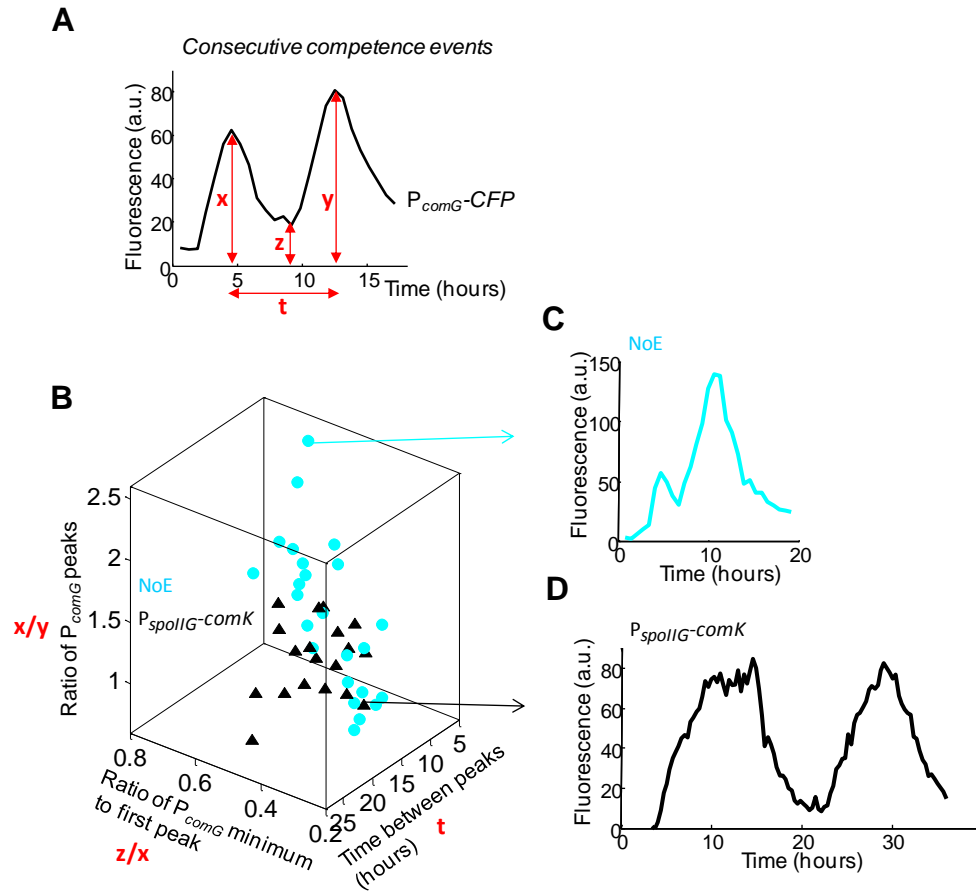 A
Consecutive competence events
Fluorescence (a.u.)
80
60
40
20
0
x
z
y
PcomG-CFP
0
5
10
15
Time (hours)
t
B
2.5
2
1.5
1
x/y
Ratio of PcomG peaks
NoE
PspoIIG-comK
0.8
0.6
0.4
0.2
Ratio of PcomG minimum
to first peak
z/x
25
20
15
10
5
Time between peaks
(hours)
t
C
NoE
Fluorescence (a.u.)
150
100
50
0
0
10
20
Time (hours)
D
PspoIIG-comK
Fluorescence (a.u.)
80
60
40
20
0
0
10
20
30
Time (hours)